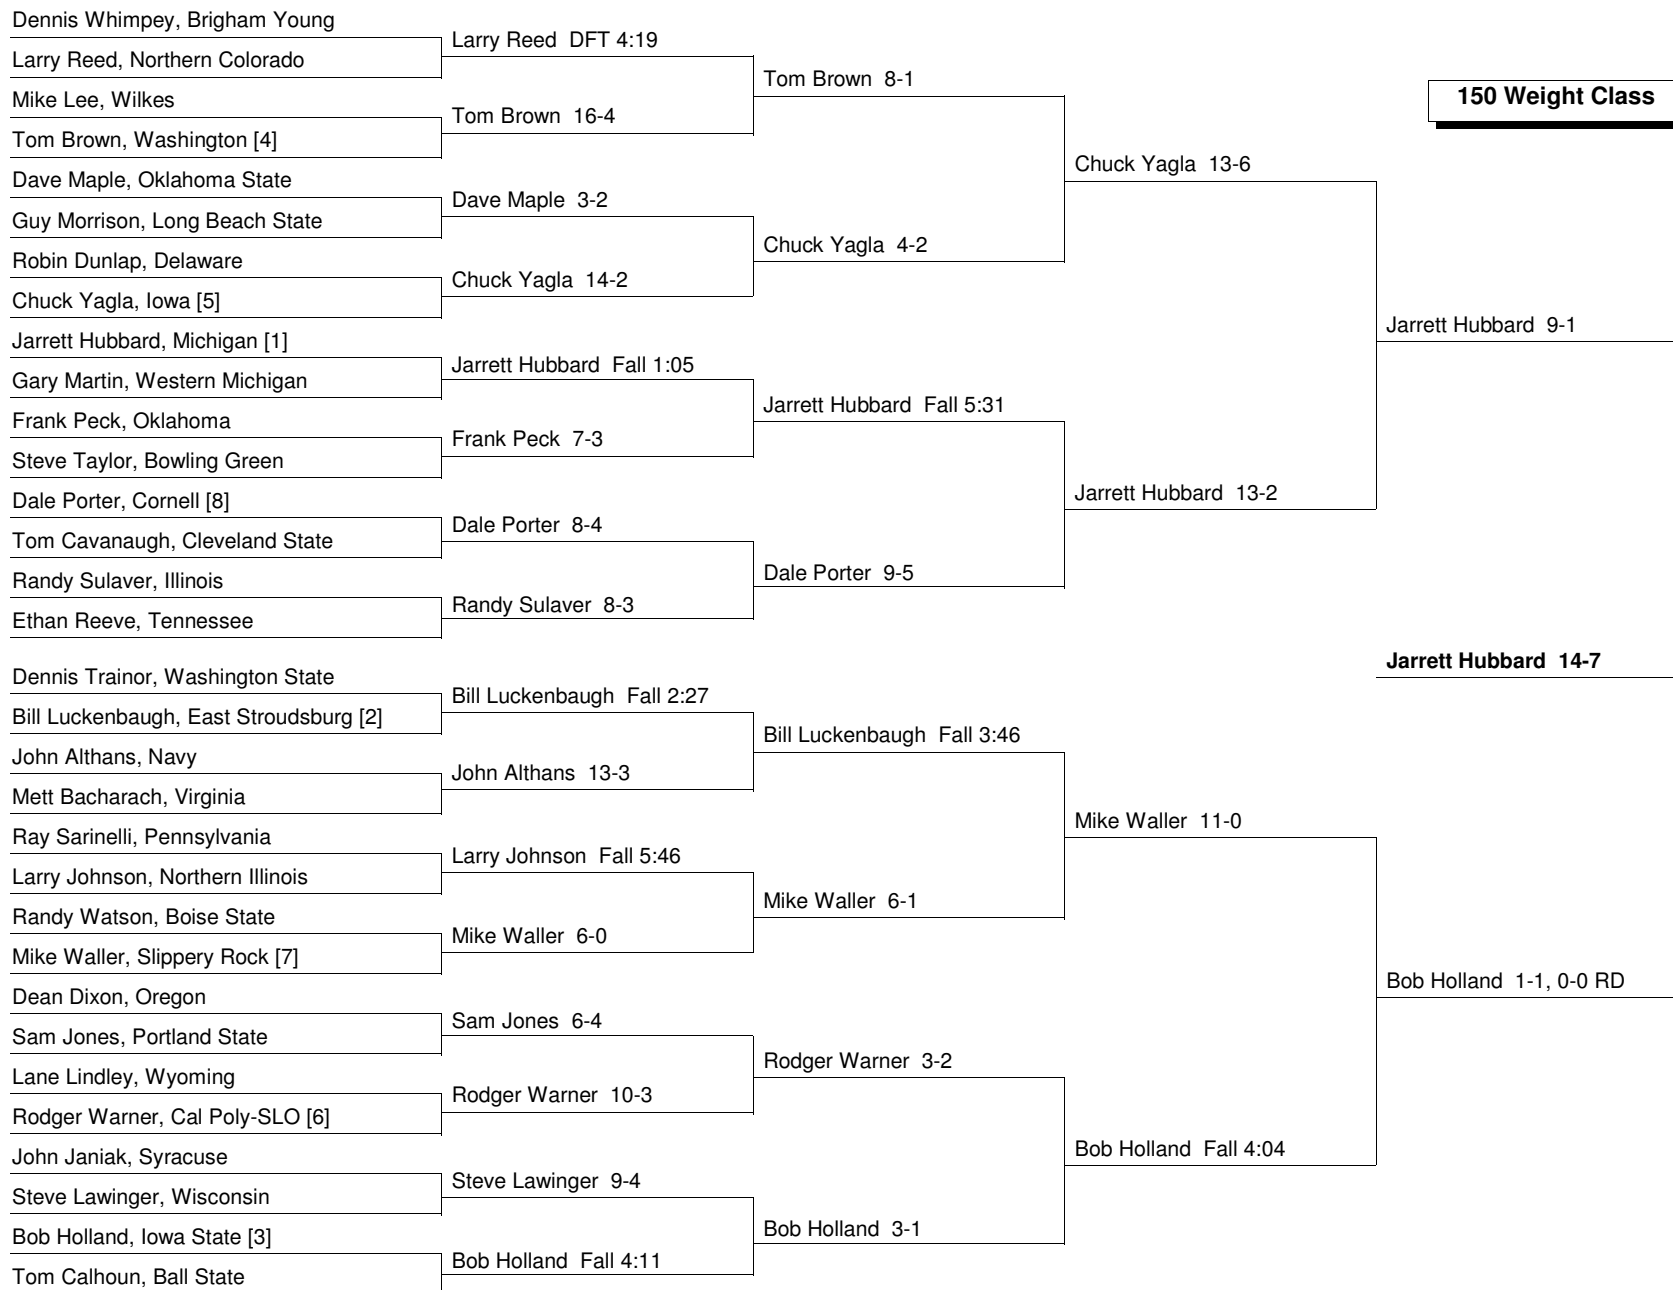 Dennis Whimpey, Brigham Young
Larry Reed, Northern Colorado
Mike Lee, Wilkes
Tom Brown, Washington [4]
Dave Maple, Oklahoma State
Guy Morrison, Long Beach State
Robin Dunlap, Delaware
Chuck Yagla, Iowa [5]
Jarrett Hubbard, Michigan [1]
Gary Martin, Western Michigan
Frank Peck, Oklahoma
Steve Taylor, Bowling Green
Dale Porter, Cornell [8]
Tom Cavanaugh, Cleveland State
Randy Sulaver, Illinois
Ethan Reeve, Tennessee
Dennis Trainor, Washington State
Bill Luckenbaugh, East Stroudsburg [2]
John Althans, Navy
Mett Bacharach, Virginia
Ray Sarinelli, Pennsylvania
Larry Johnson, Northern Illinois
Randy Watson, Boise State
Mike Waller, Slippery Rock [7]
Dean Dixon, Oregon
Sam Jones, Portland State
Lane Lindley, Wyoming
Rodger Warner, Cal Poly-SLO [6]
John Janiak, Syracuse
Steve Lawinger, Wisconsin
Bob Holland, Iowa State [3]
Tom Calhoun, Ball State
Larry Reed DFT 4:19
Tom Brown 16-4
Dave Maple 3-2
Chuck Yagla 14-2
Jarrett Hubbard Fall 1:05
Frank Peck 7-3
Dale Porter 8-4
Randy Sulaver 8-3
Bill Luckenbaugh Fall 2:27
John Althans 13-3
Larry Johnson Fall 5:46
Mike Waller 6-0
Sam Jones 6-4
Rodger Warner 10-3
Steve Lawinger 9-4
Bob Holland Fall 4:11
Tom Brown 8-1
Chuck Yagla 4-2
Jarrett Hubbard Fall 5:31
Dale Porter 9-5
Bill Luckenbaugh Fall 3:46
Mike Waller 6-1
Rodger Warner 3-2
Bob Holland 3-1
Chuck Yagla 13-6
Jarrett Hubbard 13-2
Mike Waller 11-0
Bob Holland Fall 4:04
150 Weight Class
Jarrett Hubbard 9-1
Jarrett Hubbard 14-7
Bob Holland 1-1, 0-0 RD